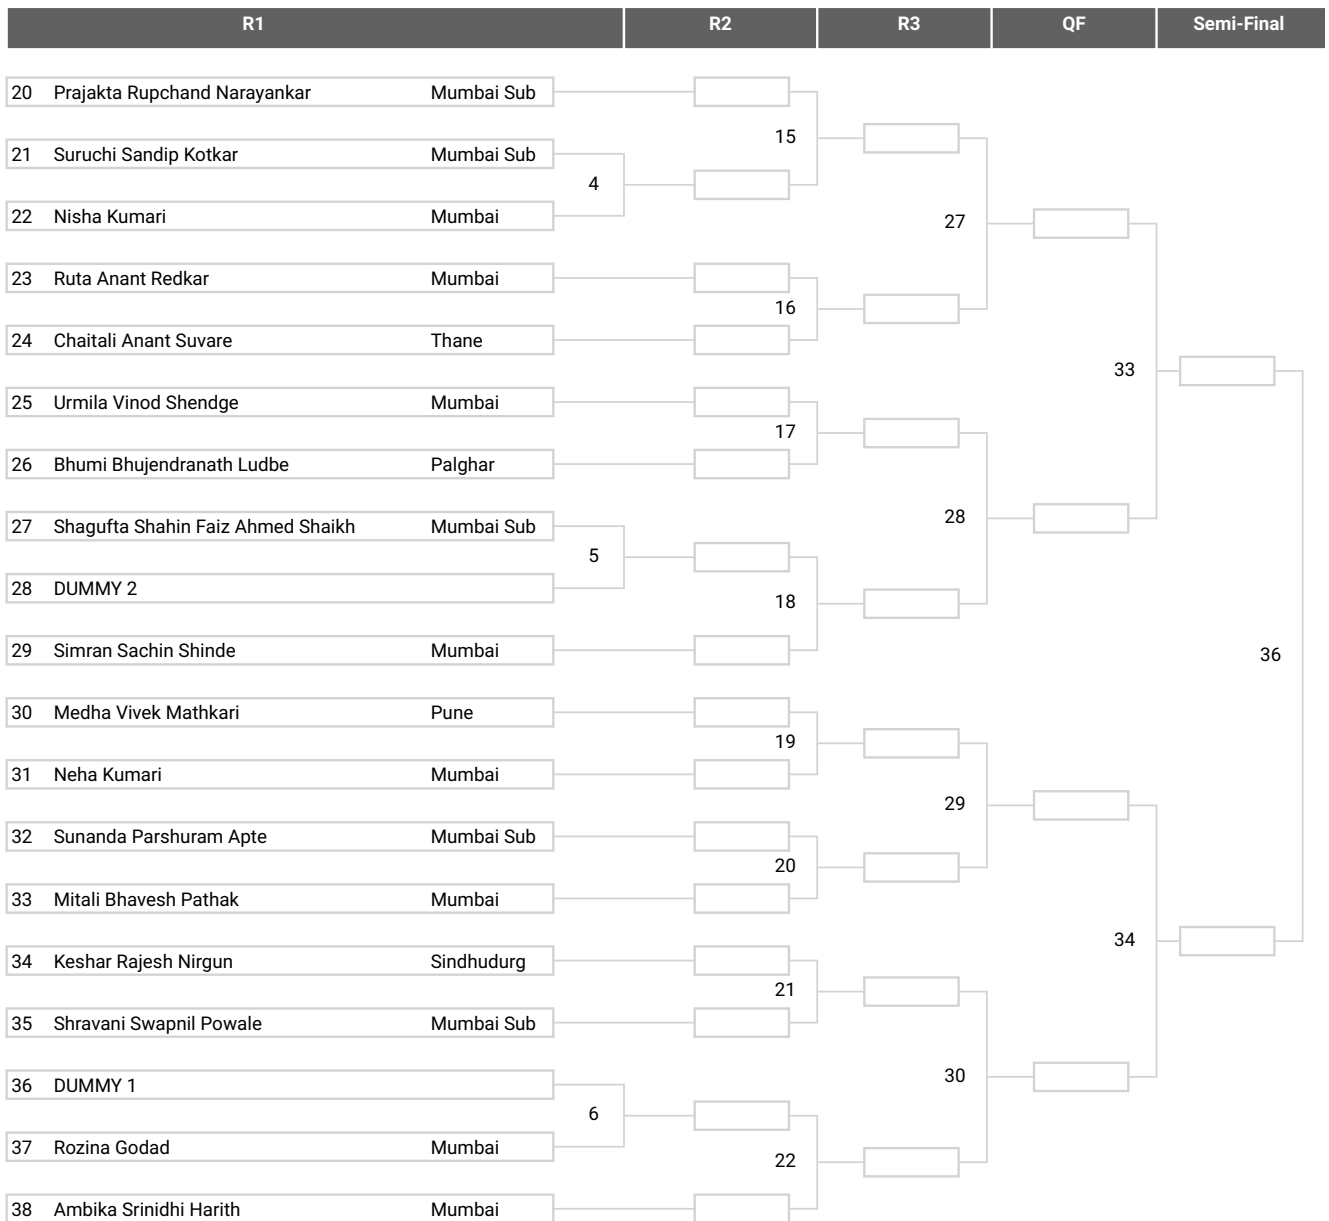 R1 R2 R3 QF Semi-Final
20 Prajakta Rupchand Narayankar Mumbai Sub
15
21 Suruchi Sandip Kotkar Mumbai Sub
4
22 Nisha Kumari Mumbai
27
23 Ruta Anant Redkar Mumbai
16
24 Chaitali Anant Suvare Thane
33
25 Urmila Vinod Shendge Mumbai
17
26 Bhumi Bhujendranath Ludbe Palghar
28
27 Shagufta Shahin Faiz Ahmed Shaikh Mumbai Sub
5
28 DUMMY 2
18
29 Simran Sachin Shinde Mumbai
36
30 Medha Vivek Mathkari Pune
19
31 Neha Kumari Mumbai
29
32 Sunanda Parshuram Apte Mumbai Sub
20
33 Mitali Bhavesh Pathak Mumbai
34
34 Keshar Rajesh Nirgun Sindhudurg
21
35 Shravani Swapnil Powale Mumbai Sub
30
36 DUMMY 1
6
37 Rozina Godad Mumbai
22
38 Ambika Srinidhi Harith Mumbai